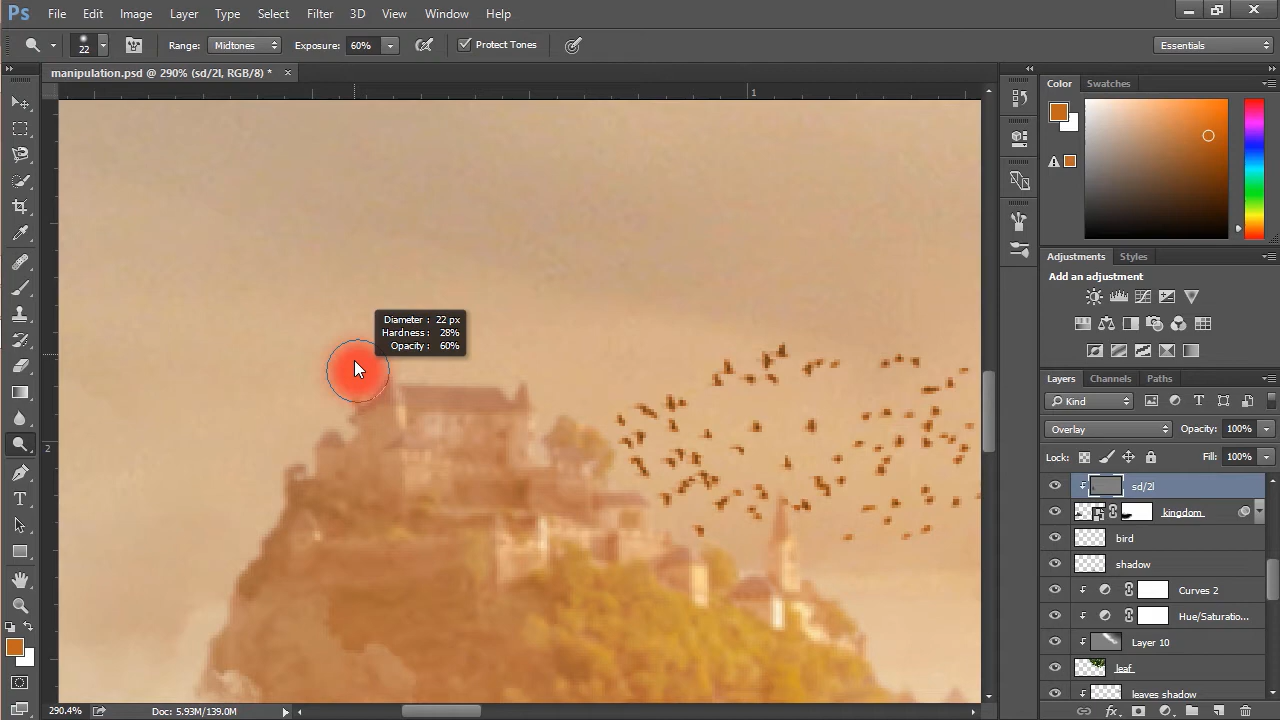 Ps File Edit Image Layer Type Select Filter 3D View Window Help
22 Range: Midtones Exposure: 60% Protect Tones Essentials
manipulation.psd @ 290% (sd/2l, RGB/8) * ×
1
2
Diameter : 22 px
Hardness : 28%
Opacity : 60%
Color Swatches
Adjustments Styles
Add an adjustment
Layers Channels Paths
Kind
Overlay Opacity: 100%
Lock: Fill: 100%
sd/2l
kingdom
bird
shadow
Curves 2
Hue/Saturatio...
Layer 10
leaf
leaves shadow
290.4% Doc: 5.93M/139.0M